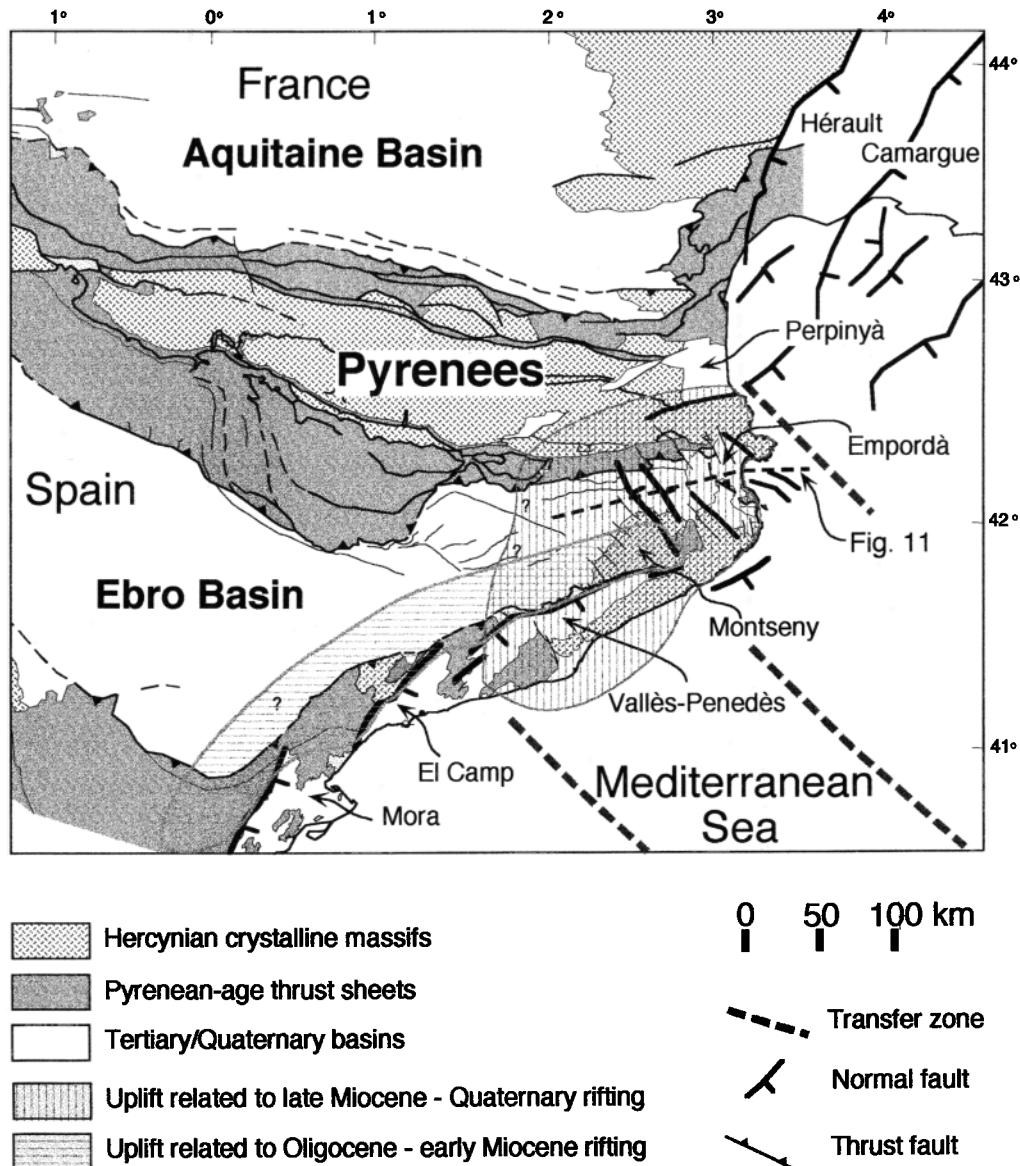 1° 0° 1° 2° 3° 4°
44°
France
Hérault
Aquitaine Basin
Camargue
43°
Perpinyà
Pyrenees
Empordà
Spain
?
42°
Fig. 11
?
Ebro Basin
Montseny
Vallès-Penedès
?
41°
El Camp
Mediterranean
Sea
Mora
0 50 100 km
Hercynian crystalline massifs
Pyrenean-age thrust sheets
Transfer zone
Tertiary/Quaternary basins
Normal fault
Uplift related to late Miocene - Quaternary rifting
Thrust fault
Uplift related to Oligocene - early Miocene rifting